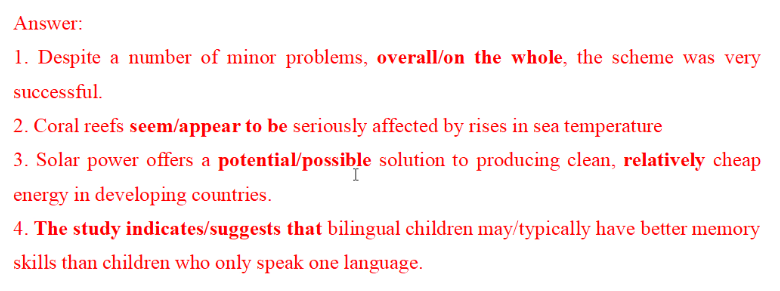 Answer:
1. Despite a number of minor problems, overall/on the whole, the scheme was very
successful.
2. Coral reefs seem/appear to be seriously affected by rises in sea temperature
3. Solar power offers a potential/possible solution to producing clean, relatively cheap
energy in developing countries.
4. The study indicates/suggests that bilingual children may/typically have better memory
skills than children who only speak one language.